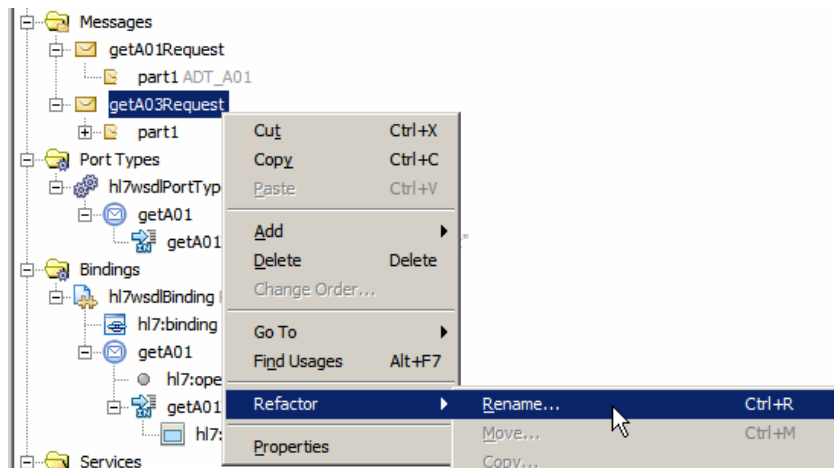 Messages
getA01Request
part1 ADT_A01
getA03Request
part1
Port Types
hl7wsdlPortTyp
getA01
getA01
Bindings
hl7wsdlBinding
hl7:binding
getA01
hl7:ope
getA01
hl7:
Services
Cut Ctrl+X
Copy Ctrl+C
Paste Ctrl+V
Add
Delete Delete
Change Order...
Go To
Find Usages Alt+F7
Refactor
Properties
Rename... Ctrl+R
Move... Ctrl+M
Copy...